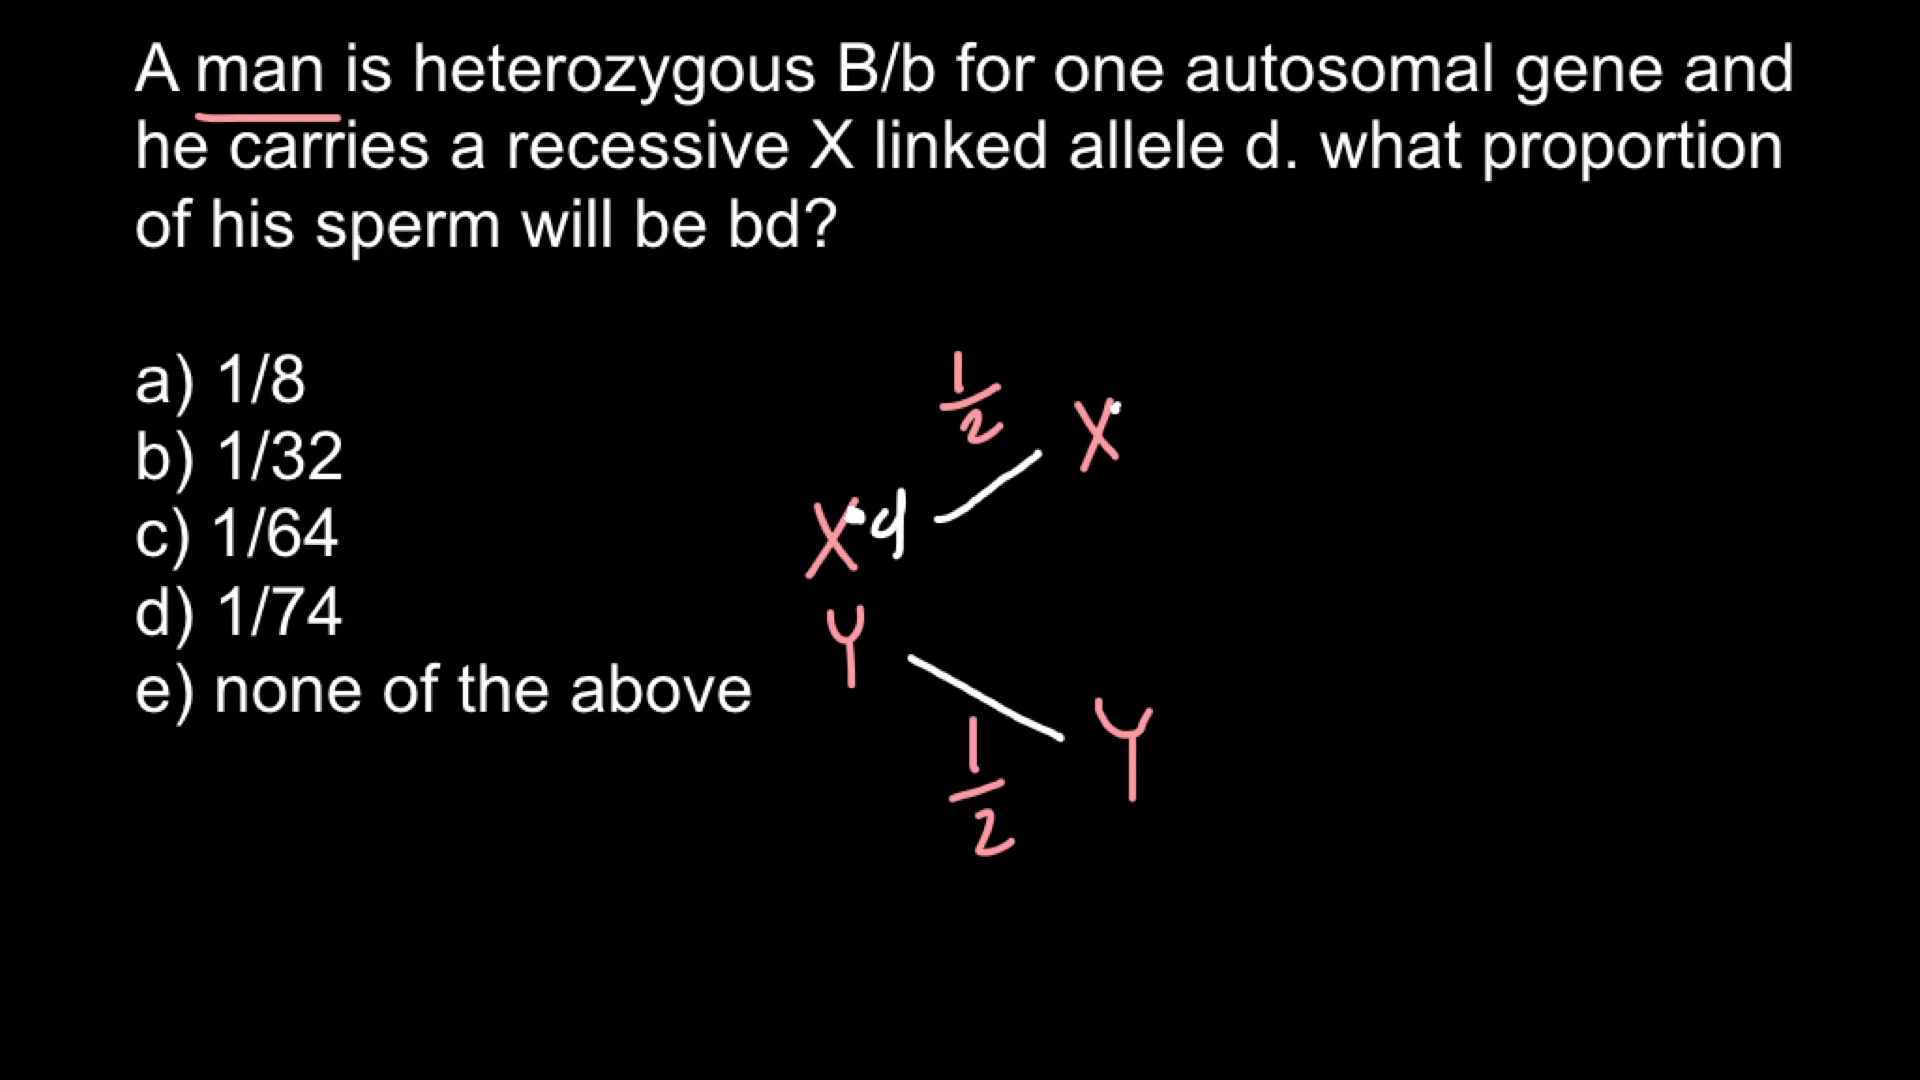 A man is heterozygous B/b for one autosomal gene and
he carries a recessive X linked allele d. what proportion
of his sperm will be bd?
a) 1/8
b) 1/32
c) 1/64
d) 1/74
e) none of the above
1/2 X
X d
Y
1/2 Y